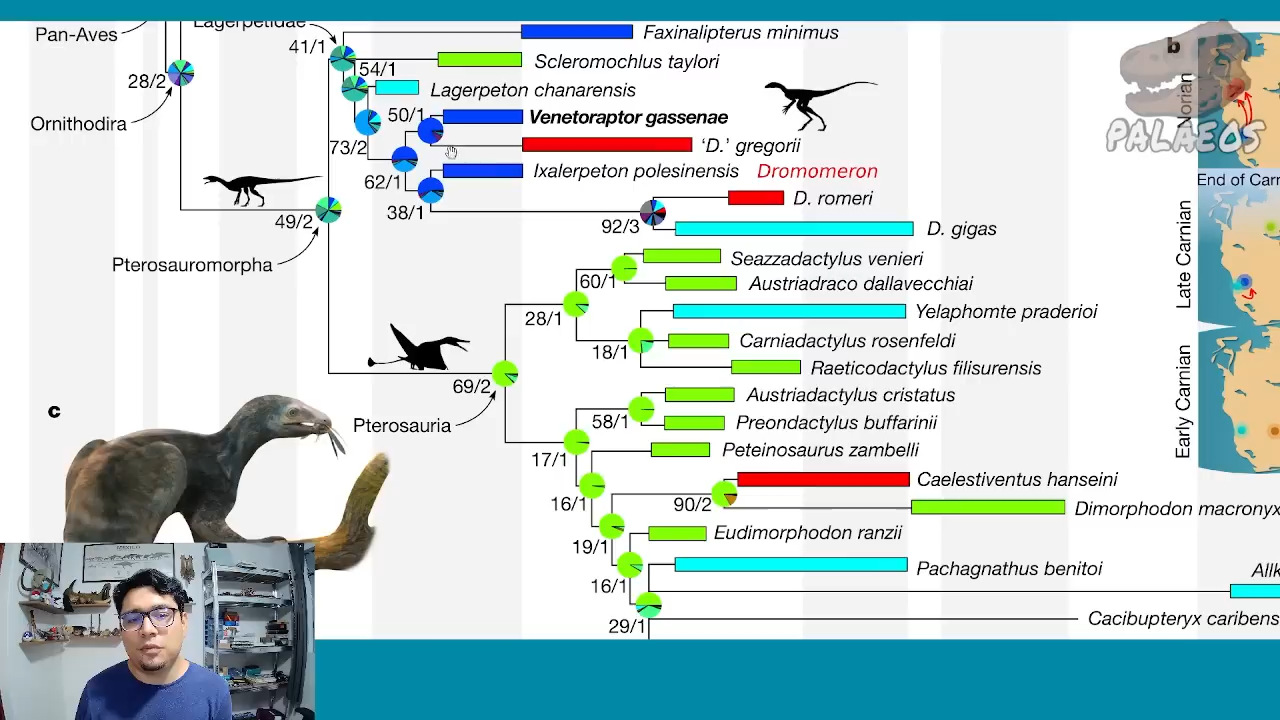 Lagerpetidae
Pan-Aves
41/1
Faxinalipterus minimus
b
28/2
54/1
Scleromochlus taylori
Norian
Lagerpeton chanarensis
Ornithodira
50/1
Venetoraptor gassenae
PALAEOS
73/2
'D.' gregorii
62/1
Ixalerpeton polesinensis
Dromomeron
End of Carn
38/1
D. romeri
49/2
92/3
D. gigas
Late Carnian
Pterosauromorpha
Seazzadactylus venieri
60/1
Austriadraco dallavecchiai
28/1
Yelaphomte praderioi
18/1
Carniadactylus rosenfeldi
Raeticodactylus filisurensis
69/2
Early Carnian
c
Pterosauria
Austriadactylus cristatus
58/1
Preondactylus buffarinii
17/1
Peteinosaurus zambelli
16/1
90/2
Caelestiventus hanseini
Dimorphodon macronyx
19/1
Eudimorphodon ranzii
16/1
Pachagnathus benitoi
Allk
29/1
Cacibupteryx caribens